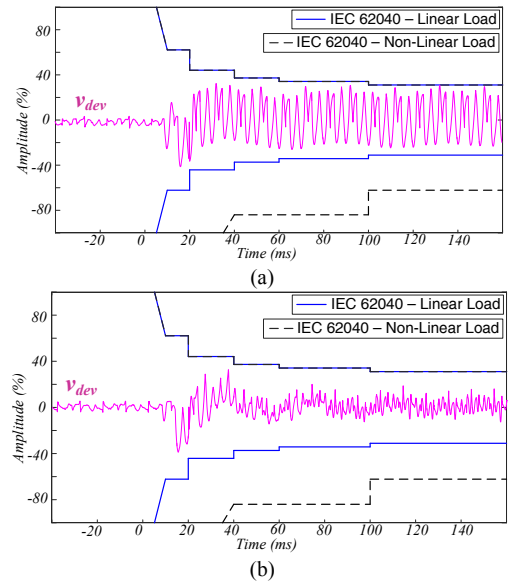 80
40
0
-40
-80
Amplitude (%)
v_dev
IEC 62040 – Linear Load
IEC 62040 – Non-Linear Load
-20 0 20 40 60 80 100 120 140
Time (ms)
(a)
80
40
0
-40
-80
Amplitude (%)
v_dev
IEC 62040 – Linear Load
IEC 62040 – Non-Linear Load
-20 0 20 40 60 80 100 120 140
Time (ms)
(b)